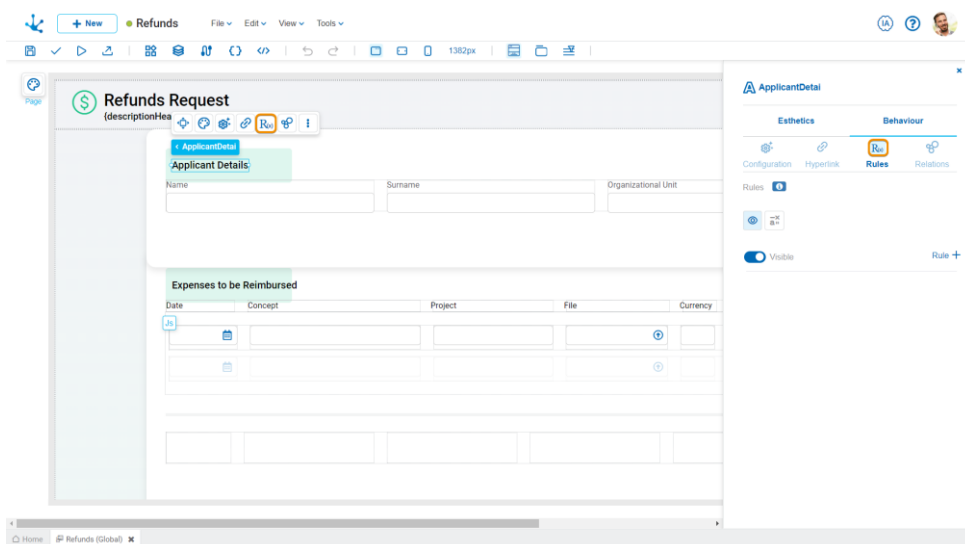 + New
Refunds
File
Edit
View
Tools
IA
?
1382px
Page
Refunds Request
{descriptionHea
R(x)
ApplicantDetai
Applicant Details
Name
Surname
Organizational Unit
Expenses to be Reimbursed
Date
Concept
Project
File
Currency
Js
ApplicantDetai
Esthetics
Behaviour
R(x)
Configuration
Hyperlink
Rules
Relations
Rules
Visible
Rule +
Home
Refunds (Global)